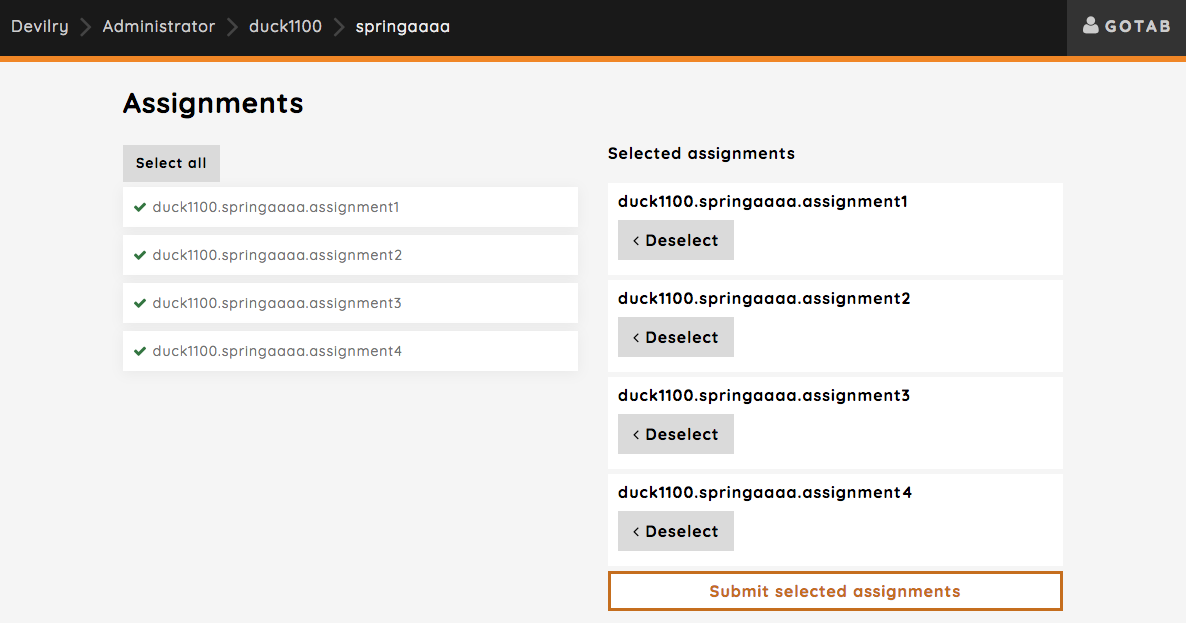 Devilry Administrator duck1100 springaaaa GOTAB
Assignments
Select all
duck1100.springaaaa.assignment1
duck1100.springaaaa.assignment2
duck1100.springaaaa.assignment3
duck1100.springaaaa.assignment4
Selected assignments
duck1100.springaaaa.assignment1
< Deselect
duck1100.springaaaa.assignment2
< Deselect
duck1100.springaaaa.assignment3
< Deselect
duck1100.springaaaa.assignment4
< Deselect
Submit selected assignments